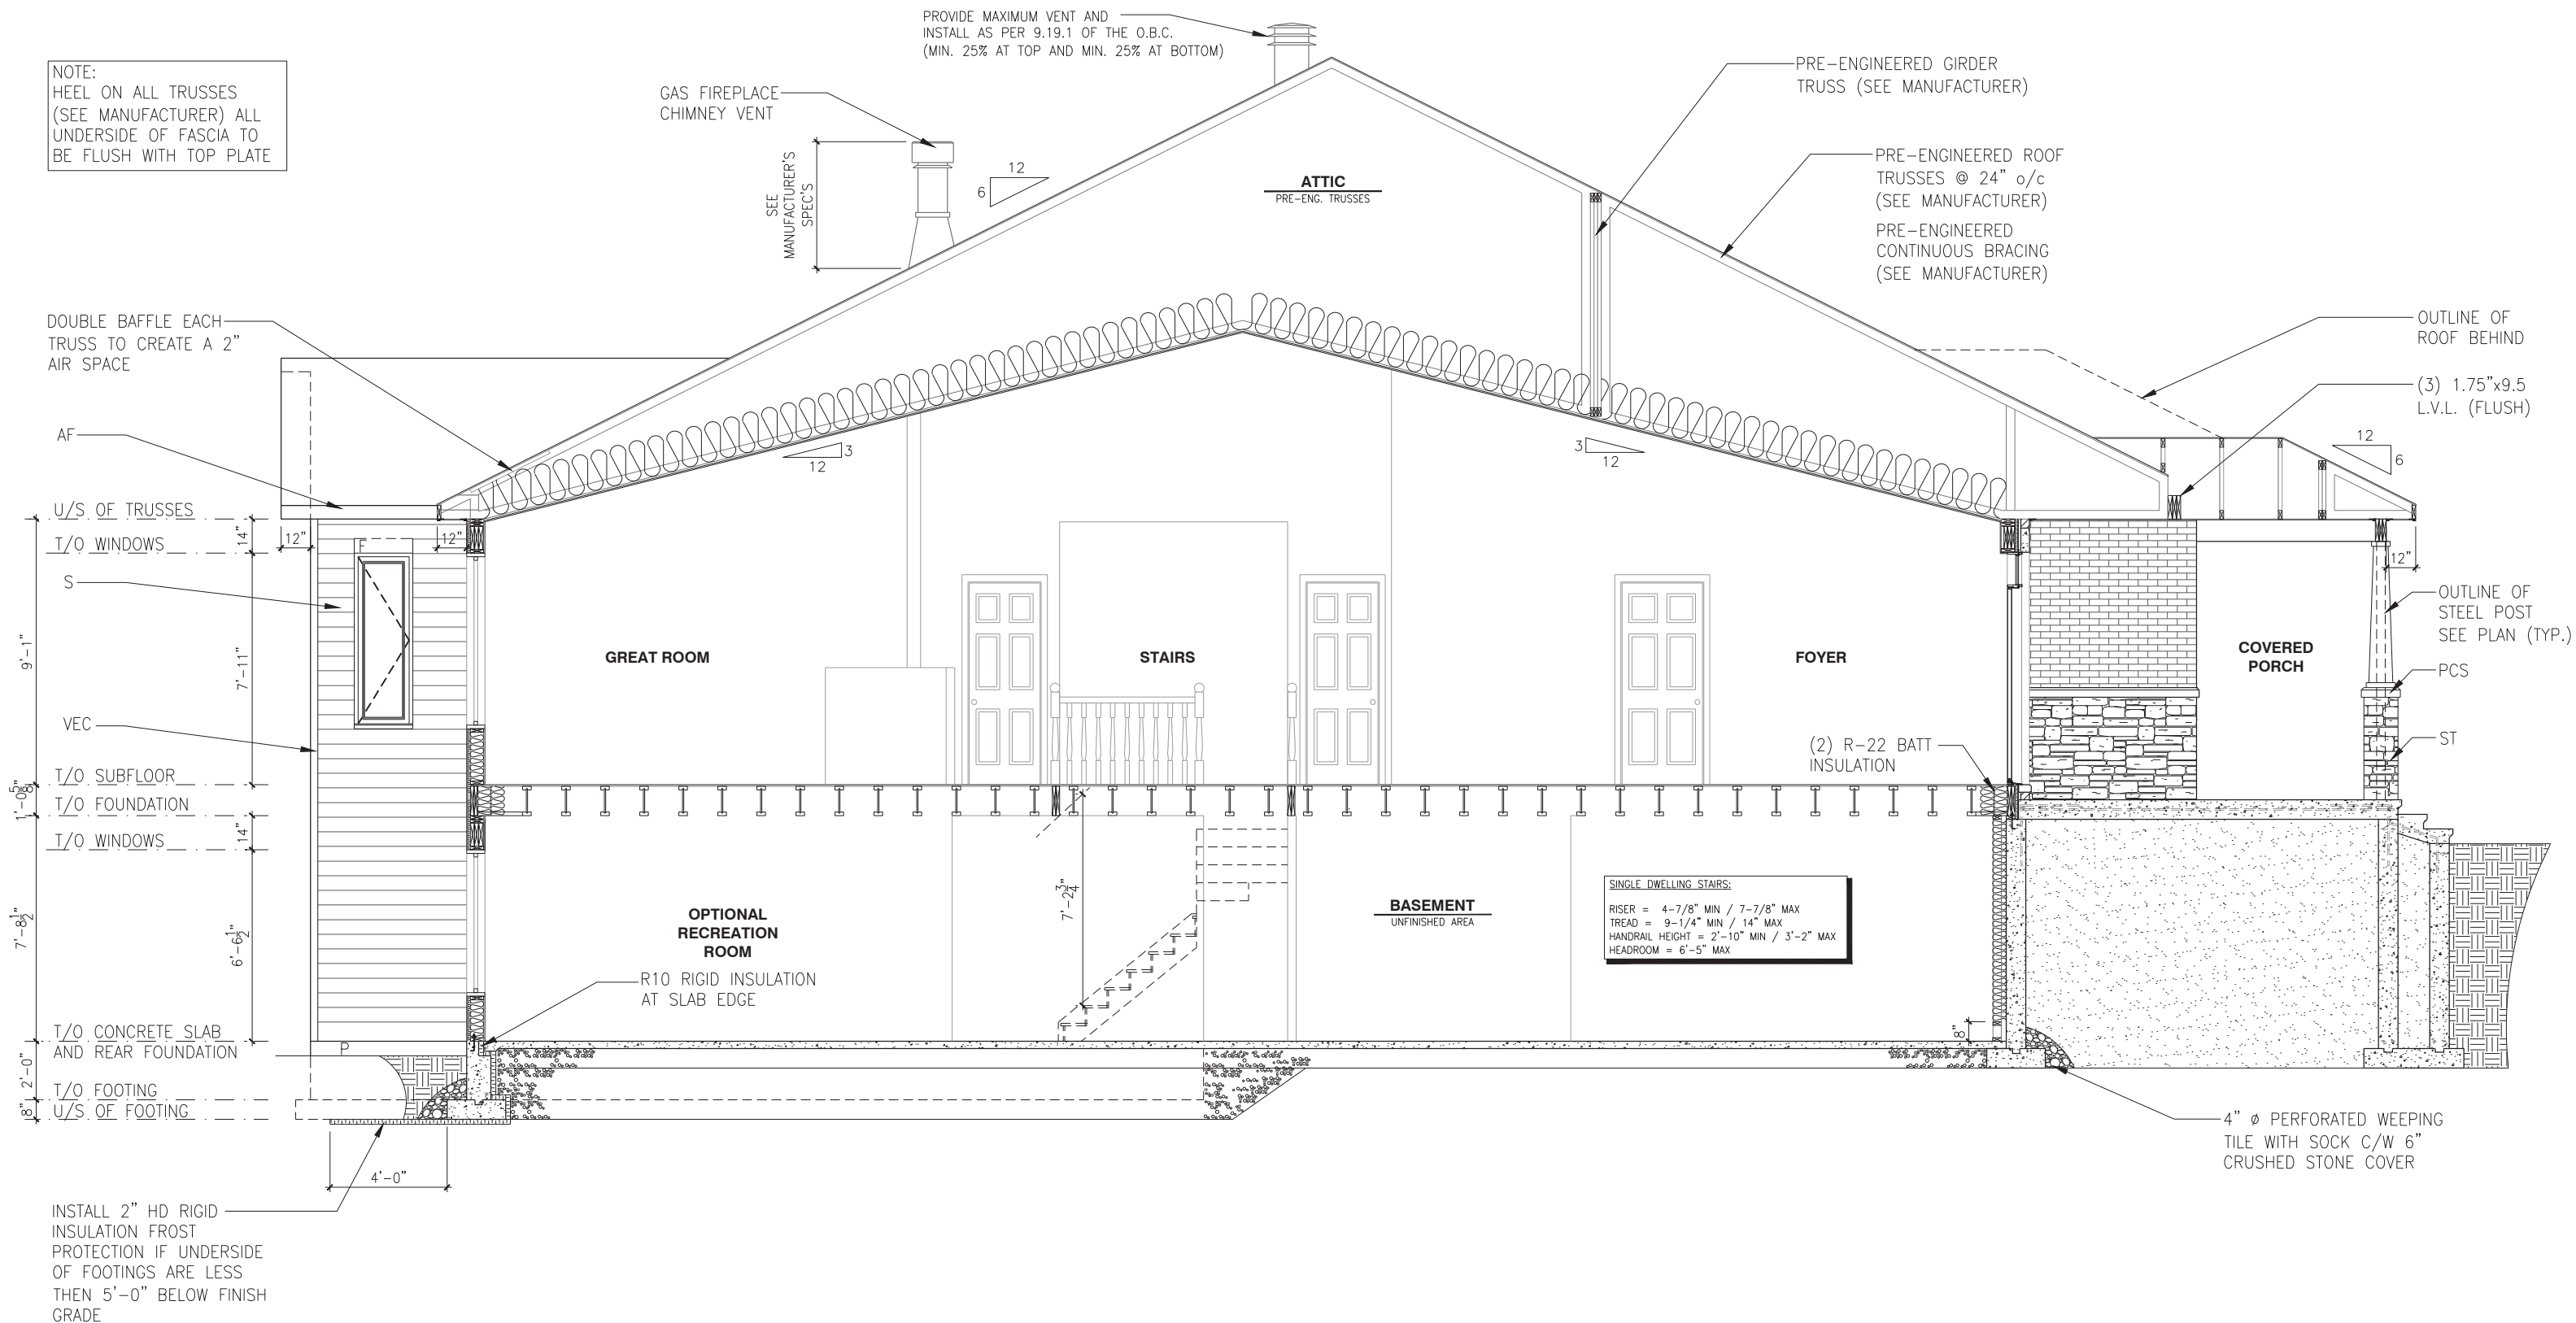 PROVIDE MAXIMUM VENT AND
INSTALL AS PER 9.19.1 OF THE O.B.C.
(MIN. 25% AT TOP AND MIN. 25% AT BOTTOM)
NOTE:
HEEL ON ALL TRUSSES
(SEE MANUFACTURER) ALL
UNDERSIDE OF FASCIA TO
BE FLUSH WITH TOP PLATE
GAS FIREPLACE
CHIMNEY VENT
PRE-ENGINEERED GIRDER
TRUSS (SEE MANUFACTURER)
SEE
MANUFACTURER'S
SPEC'S
12
6
ATTIC
PRE-ENG. TRUSSES
PRE-ENGINEERED ROOF
TRUSSES @ 24" o/c
(SEE MANUFACTURER)
PRE-ENGINEERED
CONTINUOUS BRACING
(SEE MANUFACTURER)
DOUBLE BAFFLE EACH
TRUSS TO CREATE A 2"
AIR SPACE
OUTLINE OF
ROOF BEHIND
(3) 1.75"x9.5
L.V.L. (FLUSH)
AF
3
12
3
12
12
6
U/S OF TRUSSES
14"
12"
12"
12"
T/O WINDOWS
F
S
9'-1"
7'-11"
OUTLINE OF
STEEL POST
SEE PLAN (TYP.)
GREAT ROOM
STAIRS
FOYER
COVERED
PORCH
PCS
VEC
ST
(2) R-22 BATT
INSULATION
T/O SUBFLOOR
1'-0 5/8"
T/O FOUNDATION
14"
T/O WINDOWS
7'-8 1/2"
6'-6 1/2"
7'-2 3/4"
OPTIONAL
RECREATION
ROOM
BASEMENT
UNFINISHED AREA
SINGLE DWELLING STAIRS:
RISER = 4-7/8" MIN / 7-7/8" MAX
TREAD = 9-1/4" MIN / 14" MAX
HANDRAIL HEIGHT = 2'-10" MIN / 3'-2" MAX
HEADROOM = 6'-5" MAX
R10 RIGID INSULATION
AT SLAB EDGE
8"
T/O CONCRETE SLAB
AND REAR FOUNDATION
P
2'-0"
T/O FOOTING
8"
U/S OF FOOTING
4'-0"
4" ø PERFORATED WEEPING
TILE WITH SOCK C/W 6"
CRUSHED STONE COVER
INSTALL 2" HD RIGID
INSULATION FROST
PROTECTION IF UNDERSIDE
OF FOOTINGS ARE LESS
THEN 5'-0" BELOW FINISH
GRADE